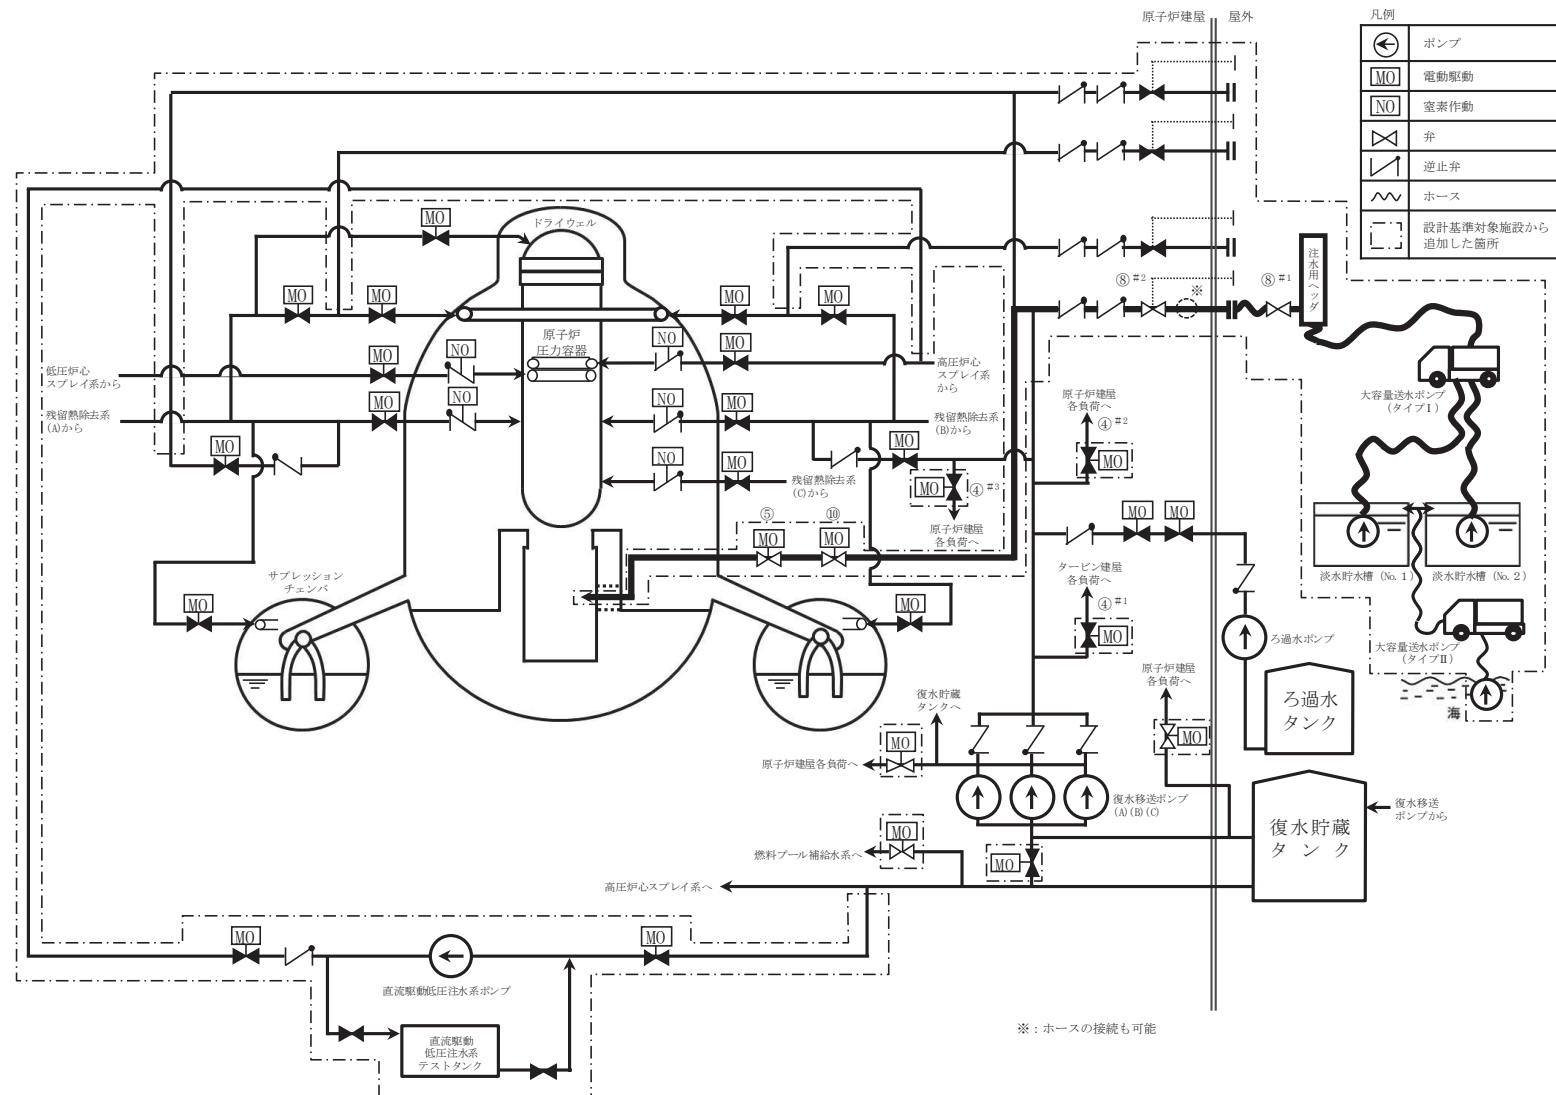 原子炉建屋
屋外
凡例
ポンプ
MO
電動駆動
NO
窒素作動
弁
逆止弁
ホース
設計基準対象施設から
追加した箇所
MO
ドライウェル
⑧#2
※
⑧#1
注水用ヘッダ
MO
MO
MO
MO
原子炉
圧力容器
NO
MO
MO
NO
低圧炉心
スプレイ系から
高圧炉心
スプレイ系
から
大容量送水ポンプ
(タイプⅠ)
原子炉建屋
各負荷へ
MO
NO
NO
MO
残留熱除去系
(A)から
残留熱除去系
(B)から
④#2
MO
MO
MO
NO
MO
残留熱除去系
(C)から
MO
④#3
原子炉建屋
各負荷へ
⑤
⑩
MO
MO
MO
MO
淡水貯水槽(No.1)
淡水貯水槽(No.2)
サプレッション
チェンバ
タービン建屋
各負荷へ
MO
MO
④#1
MO
ろ過水ポンプ
大容量送水ポンプ
(タイプⅡ)
原子炉建屋
各負荷へ
ろ過水
タンク
海
復水貯蔵
タンクへ
MO
MO
原子炉建屋各負荷へ
復水移送ポンプ
(A)(B)(C)
復水移送
ポンプから
復水貯蔵
タンク
MO
燃料プール補給水系へ
MO
高圧炉心スプレイ系へ
MO
MO
直流駆動低圧注水系ポンプ
直流駆動
低圧注水系
テストタンク
※：ホースの接続も可能